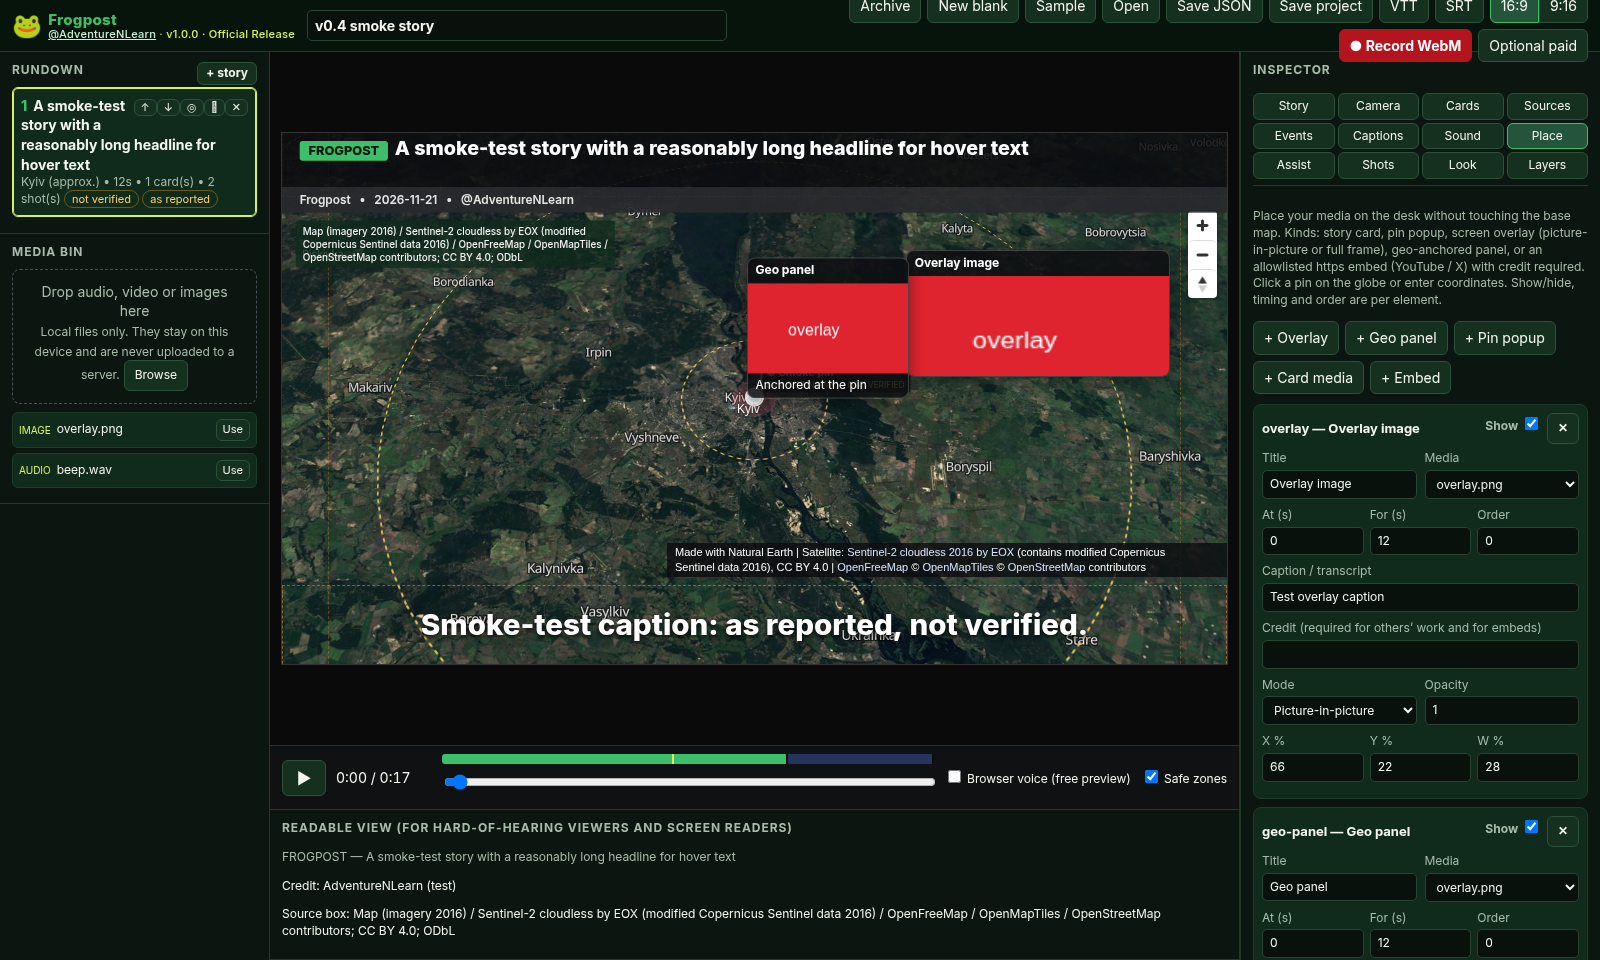 Frogpost
@AdventureNLearn · v1.0.0 · Official Release
v0.4 smoke story
Archive
New blank
Sample
Open
Save JSON
Save project
VTT
SRT
16:9
9:16
● Record WebM
Optional paid
RUNDOWN
+ story
1 A smoke-test
story with a
reasonably long headline for
hover text
Kyiv (approx.) • 12s • 1 card(s) • 2
shot(s) not verified as reported
MEDIA BIN
Drop audio, video or images
here
Local files only. They stay on this
device and are never uploaded to a
server. Browse
IMAGE overlay.png Use
AUDIO beep.wav Use
FROGPOST A smoke-test story with a reasonably long headline for hover text
Nosivka
Frogpost • 2026-11-21 • @AdventureNLearn
Dymer
Map (imagery 2016) / Sentinel-2 cloudless by EOX (modified
Copernicus Sentinel data 2016) / OpenFreeMap / OpenMapTiles /
OpenStreetMap contributors; CC BY 4.0; ODbL
Kalyta
Bobrovytsia
Borodianka
Geo panel
overlay
Anchored at the pin
Overlay image
overlay
Irpin
Makariv
Kyiv
Kyiv
Vyshneve
Boryspil
Baryshivka
Made with Natural Earth | Satellite: Sentinel-2 cloudless 2016 by EOX (contains modified Copernicus
Sentinel data 2016), CC BY 4.0 | OpenFreeMap © OpenMapTiles © OpenStreetMap contributors
Kalynivka
Vasylkiv
Smoke-test caption: as reported, not verified.
Ukrainka
Stare
0:00 / 0:17
Browser voice (free preview)
Safe zones
READABLE VIEW (FOR HARD-OF-HEARING VIEWERS AND SCREEN READERS)
FROGPOST — A smoke-test story with a reasonably long headline for hover text
Credit: AdventureNLearn (test)
Source box: Map (imagery 2016) / Sentinel-2 cloudless by EOX (modified Copernicus Sentinel data 2016) / OpenFreeMap / OpenMapTiles / OpenStreetMap
contributors; CC BY 4.0; ODbL
INSPECTOR
Story
Camera
Cards
Sources
Events
Captions
Sound
Place
Assist
Shots
Look
Layers
Place your media on the desk without touching the base
map. Kinds: story card, pin popup, screen overlay (picture-
in-picture or full frame), geo-anchored panel, or an
allowlisted https embed (YouTube / X) with credit required.
Click a pin on the globe or enter coordinates. Show/hide,
timing and order are per element.
+ Overlay
+ Geo panel
+ Pin popup
+ Card media
+ Embed
overlay — Overlay image Show
Title Media
Overlay image overlay.png
At (s) For (s) Order
0 12 0
Caption / transcript
Test overlay caption
Credit (required for others’ work and for embeds)
Mode Opacity
Picture-in-picture 1
X % Y % W %
66 22 28
geo-panel — Geo panel Show
Title Media
Geo panel overlay.png
At (s) For (s) Order
0 12 0